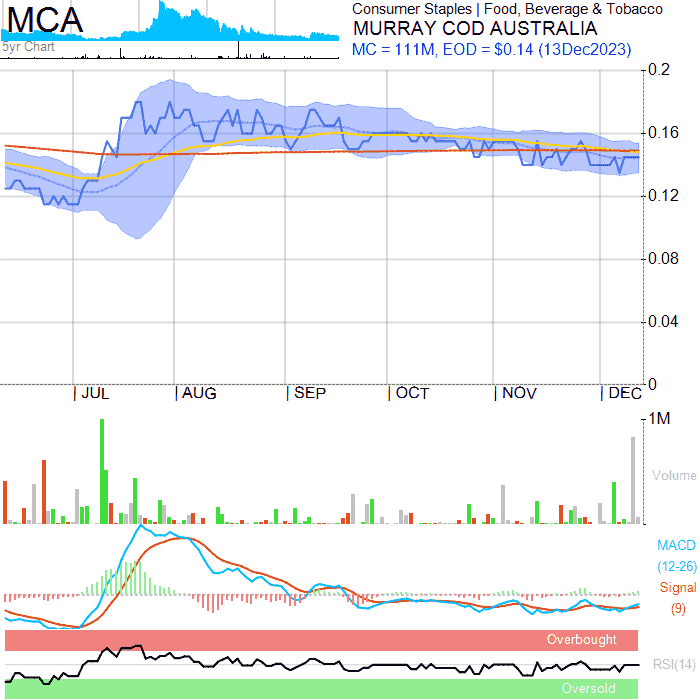 MCA
5yr Chart
Consumer Staples | Food, Beverage & Tobacco
MURRAY COD AUSTRALIA
MC = 111M, EOD = $0.14 (13Dec2023)
0.2
0.16
0.12
0.08
0.04
0
JUL AUG SEP OCT NOV DEC
1M
Volume
MACD
(12-26)
Signal
(9)
Overbought
RSI(14)
Oversold